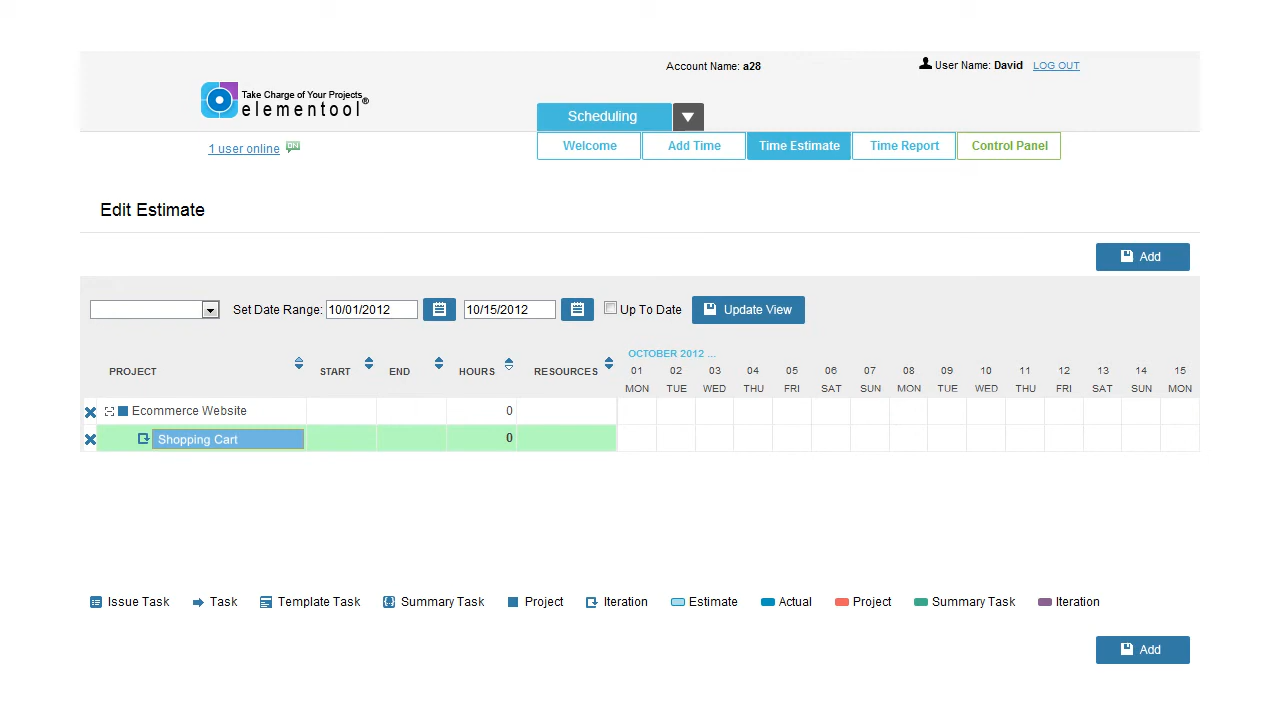 Account Name: a28
User Name: David LOG OUT
Take Charge of Your Projects
elementool®
Scheduling
1 user online ON
Welcome Add Time Time Estimate Time Report Control Panel
Edit Estimate
Add
Set Date Range: 10/01/2012 10/15/2012 Up To Date Update View
OCTOBER 2012 ...
PROJECT START END HOURS RESOURCES 01 02 03 04 05 06 07 08 09 10 11 12 13 14 15
MON TUE WED THU FRI SAT SUN MON TUE WED THU FRI SAT SUN MON
Ecommerce Website 0
Shopping Cart 0
Issue Task Task Template Task Summary Task Project Iteration Estimate Actual Project Summary Task Iteration
Add